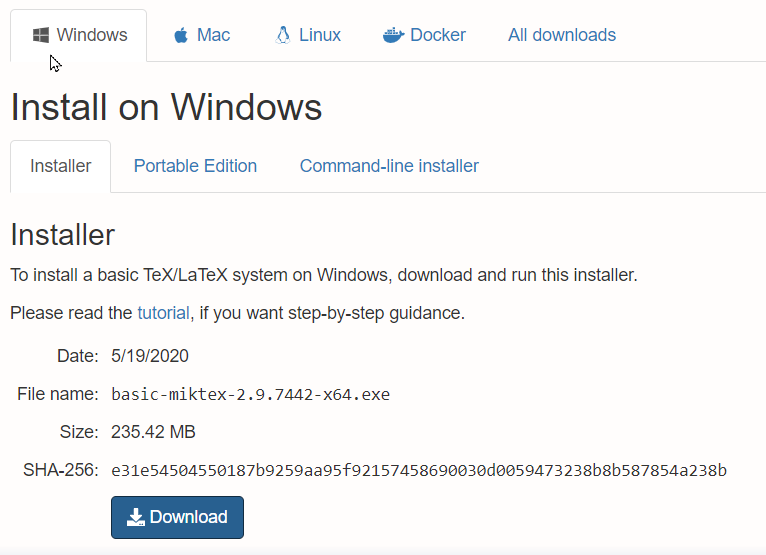 Windows Mac Linux Docker All downloads
Install on Windows
Installer Portable Edition Command-line installer
Installer
To install a basic TeX/LaTeX system on Windows, download and run this installer.
Please read the tutorial, if you want step-by-step guidance.
Date: 5/19/2020
File name: basic-miktex-2.9.7442-x64.exe
Size: 235.42 MB
SHA-256: e31e54504550187b9259aa95f92157458690030d0059473238b8b587854a238b
Download